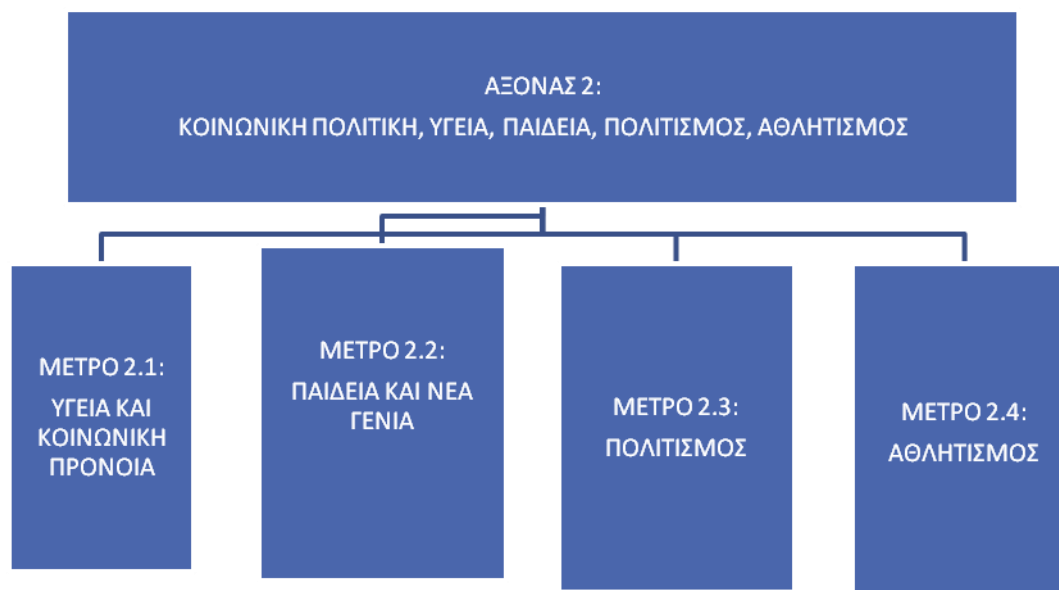 ΑΞΟΝΑΣ 2:
ΚΟΙΝΩΝΙΚΗ ΠΟΛΙΤΙΚΗ, ΥΓΕΙΑ, ΠΑΙΔΕΙΑ, ΠΟΛΙΤΙΣΜΟΣ, ΑΘΛΗΤΙΣΜΟΣ
ΜΕΤΡΟ 2.1:
ΥΓΕΙΑ ΚΑΙ
ΚΟΙΝΩΝΙΚΗ
ΠΡΟΝΟΙΑ
ΜΕΤΡΟ 2.2:
ΠΑΙΔΕΙΑ ΚΑΙ ΝΕΑ
ΓΕΝΙΑ
ΜΕΤΡΟ 2.3:
ΠΟΛΙΤΙΣΜΟΣ
ΜΕΤΡΟ 2.4:
ΑΘΛΗΤΙΣΜΟΣ